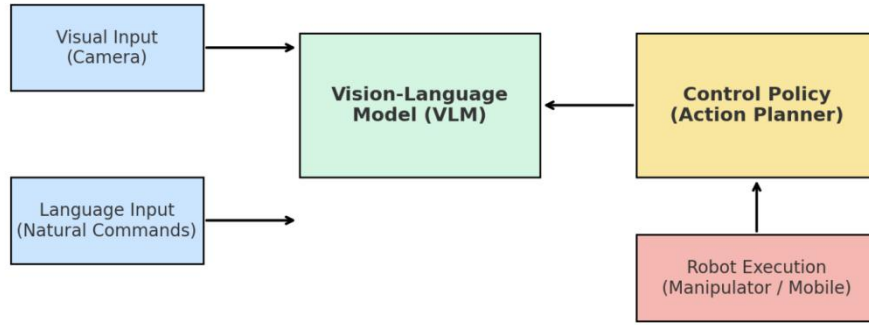 Visual Input
(Camera)
Vision-Language
Model (VLM)
Control Policy
(Action Planner)
Language Input
(Natural Commands)
Robot Execution
(Manipulator / Mobile)